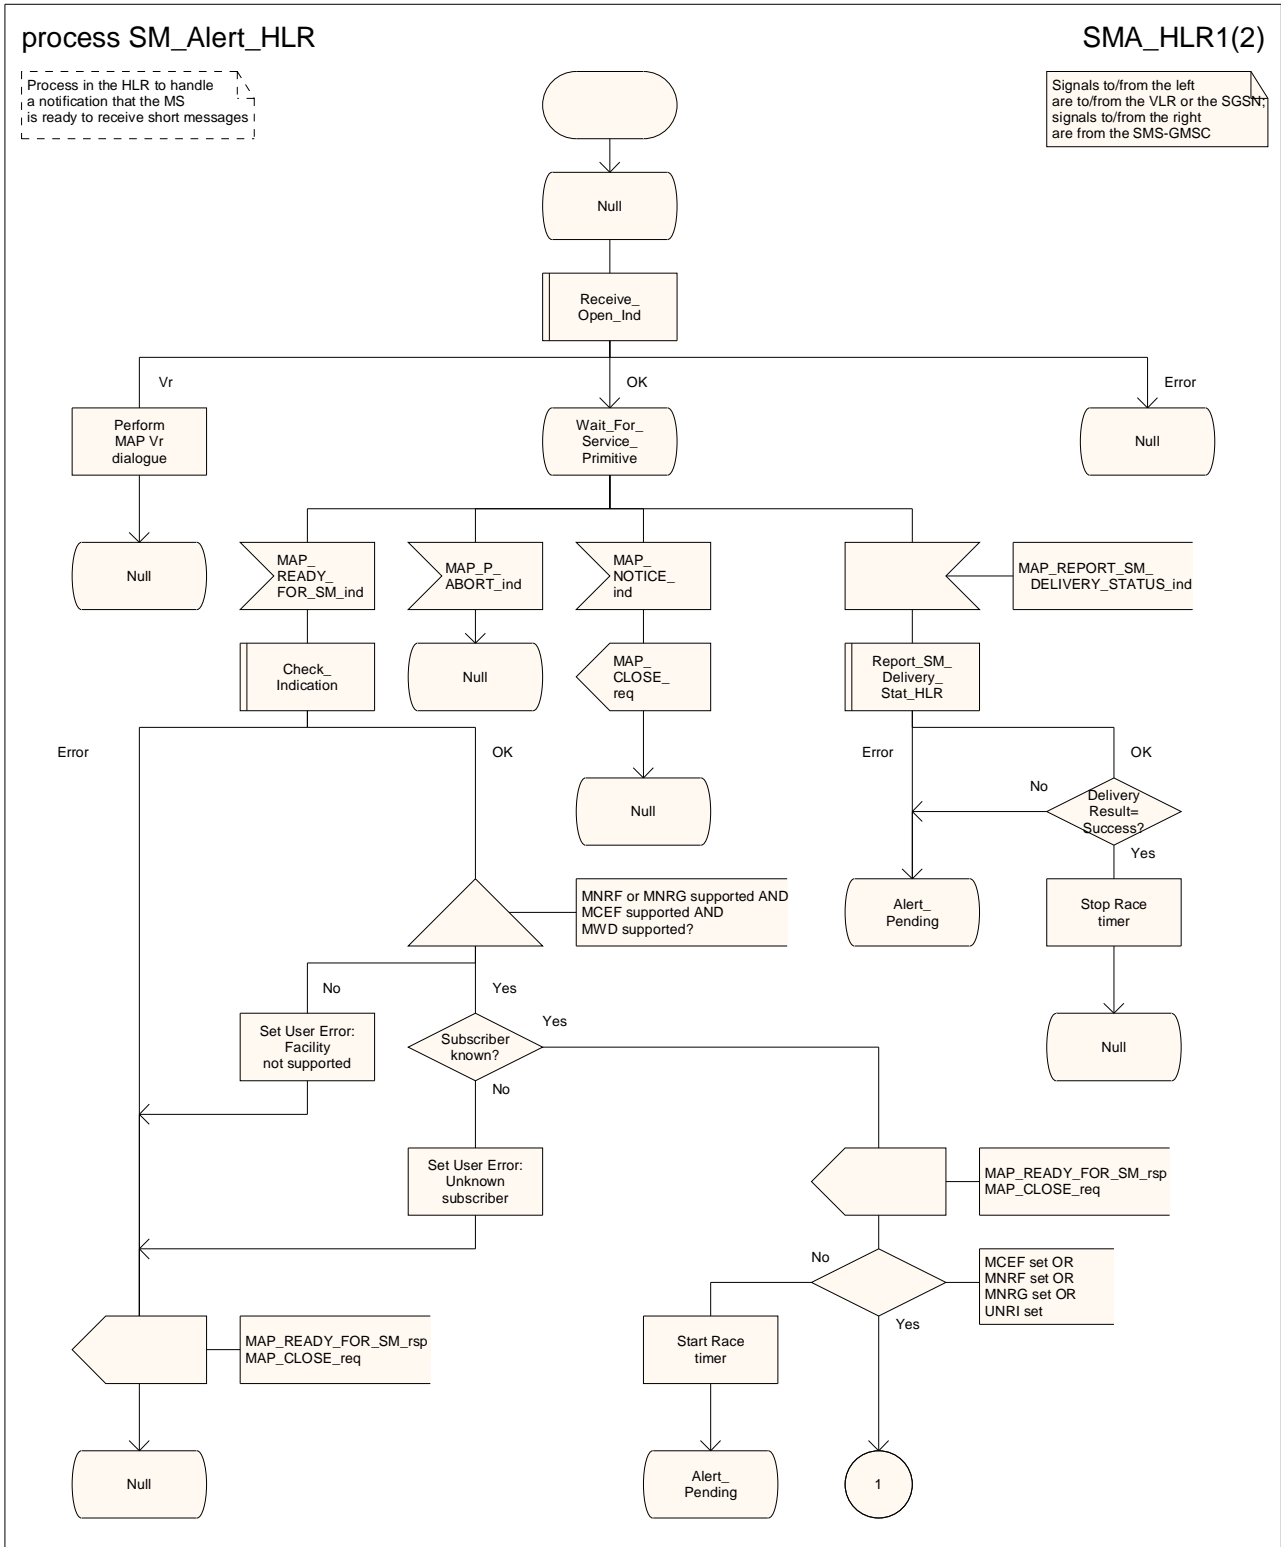 process SM_Alert_HLR
SMA_HLR1(2)
Process in the HLR to handle
a notification that the MS
is ready to receive short messages
Signals to/from the left
are to/from the VLR or the SGSN;
signals to/from the right
are from the SMS-GMSC
Null
Receive_
Open_Ind
Vr
OK
Error
Perform
MAP Vr
dialogue
Wait_For_
Service_
Primitive
Null
Null
MAP_
READY_
FOR_SM_ind
MAP_P_
ABORT_ind
MAP_
NOTICE_
ind
MAP_REPORT_SM_
DELIVERY_STATUS_ind
Check_
Indication
Null
MAP_
CLOSE_
req
Report_SM_
Delivery_
Stat_HLR
Error
OK
Error
OK
Null
No
Delivery
Result=
Success?
Yes
MNRF or MNRG supported AND
MCEF supported AND
MWD supported?
Alert_
Pending
Stop Race
timer
No
Yes
Set User Error:
Facility
not supported
Subscriber
known?
Yes
No
Null
Set User Error:
Unknown
subscriber
MAP_READY_FOR_SM_rsp
MAP_CLOSE_req
No
MCEF set OR
MNRF set OR
MNRG set OR
UNRI set
Yes
MAP_READY_FOR_SM_rsp
MAP_CLOSE_req
Start Race
timer
Null
Alert_
Pending
1